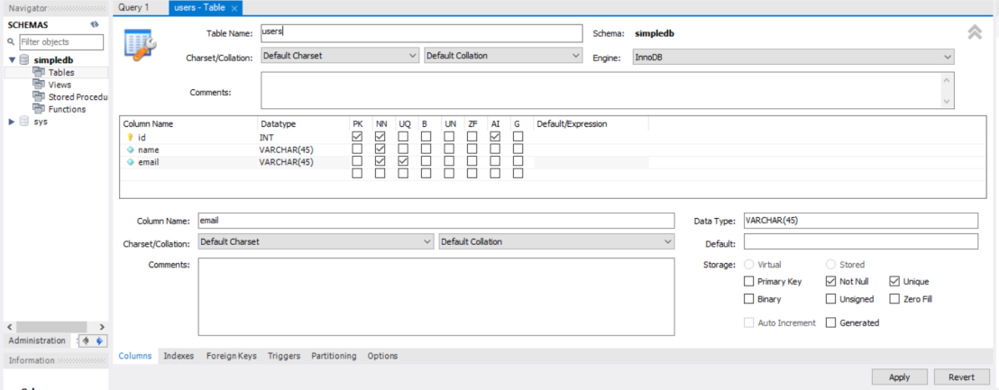 Navigator
Query 1
users - Table ×
SCHEMAS
Filter objects
simpledb
Tables
Views
Stored Procedu
Functions
sys
Table Name: users
Schema: simpledb
Charset/Collation: Default Charset Default Collation
Engine: InnoDB
Comments:
Column Name Datatype PK NN UQ B UN ZF AI G Default/Expression
id INT
name VARCHAR(45)
email VARCHAR(45)
Column Name: email
Data Type: VARCHAR(45)
Charset/Collation: Default Charset Default Collation
Default:
Comments:
Storage: Virtual Stored
Primary Key Not Null Unique
Binary Unsigned Zero Fill
Auto Increment Generated
Administration
Information
Columns Indexes Foreign Keys Triggers Partitioning Options
Apply Revert